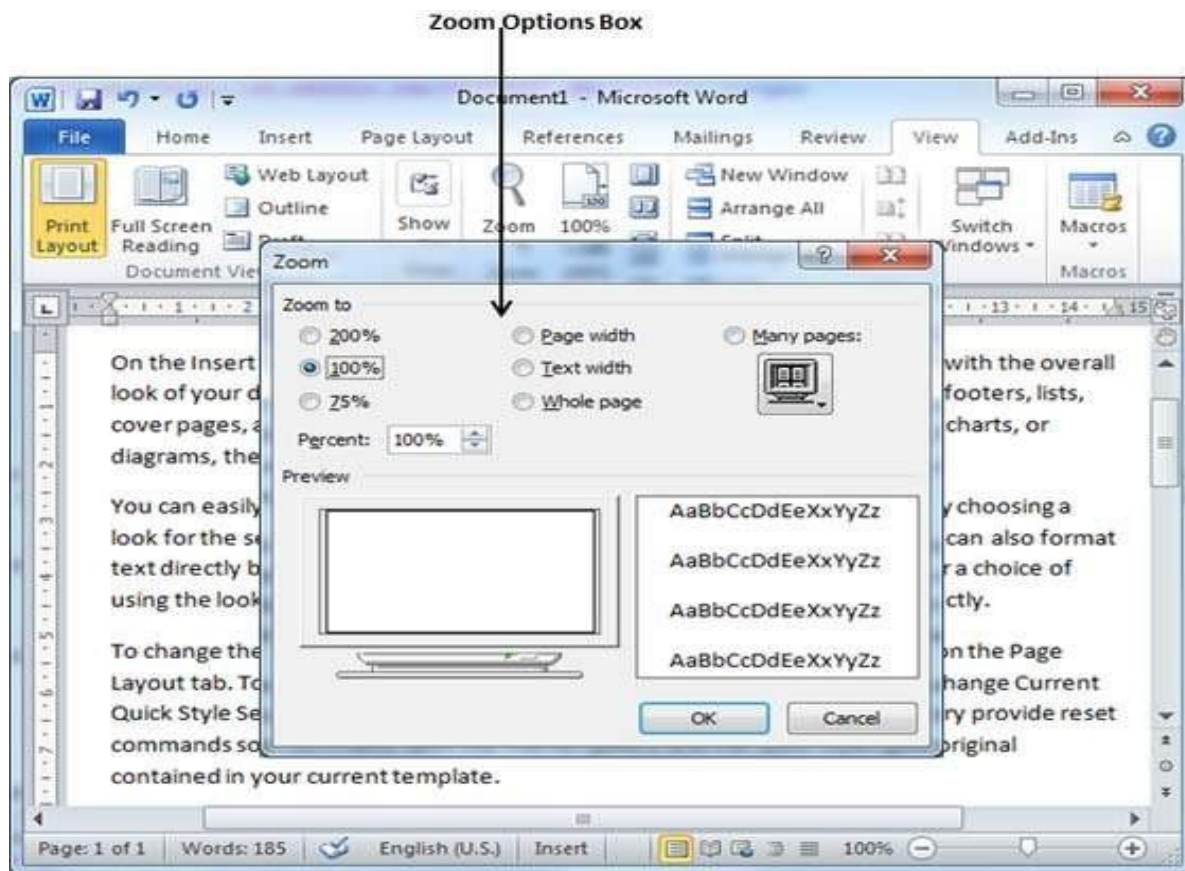 Zoom Options Box
Document1 - Microsoft Word
File Home Insert Page Layout References Mailings Review View Add-Ins
Print Layout
Full Screen Reading
Web Layout
Outline
Draft
Document Vie
Show
Zoom
100%
New Window
Arrange All
Split
Switch Windows
Macros
Macros
Zoom
Zoom to
200% Page width Many pages:
100% Text width
75% Whole page
Percent: 100%
Preview
AaBbCcDdEeXxYyZz
AaBbCcDdEeXxYyZz
AaBbCcDdEeXxYyZz
AaBbCcDdEeXxYyZz
OK Cancel
On the Insert with the overall
look of your d footers, lists,
cover pages, a charts, or
diagrams, the
You can easily y choosing a
look for the se can also format
text directly b r a choice of
using the look ctly.
To change the on the Page
Layout tab. To hange Current
Quick Style Se ry provide reset
commands so original
contained in your current template.
Page: 1 of 1 Words: 185 English (U.S.) Insert 100%